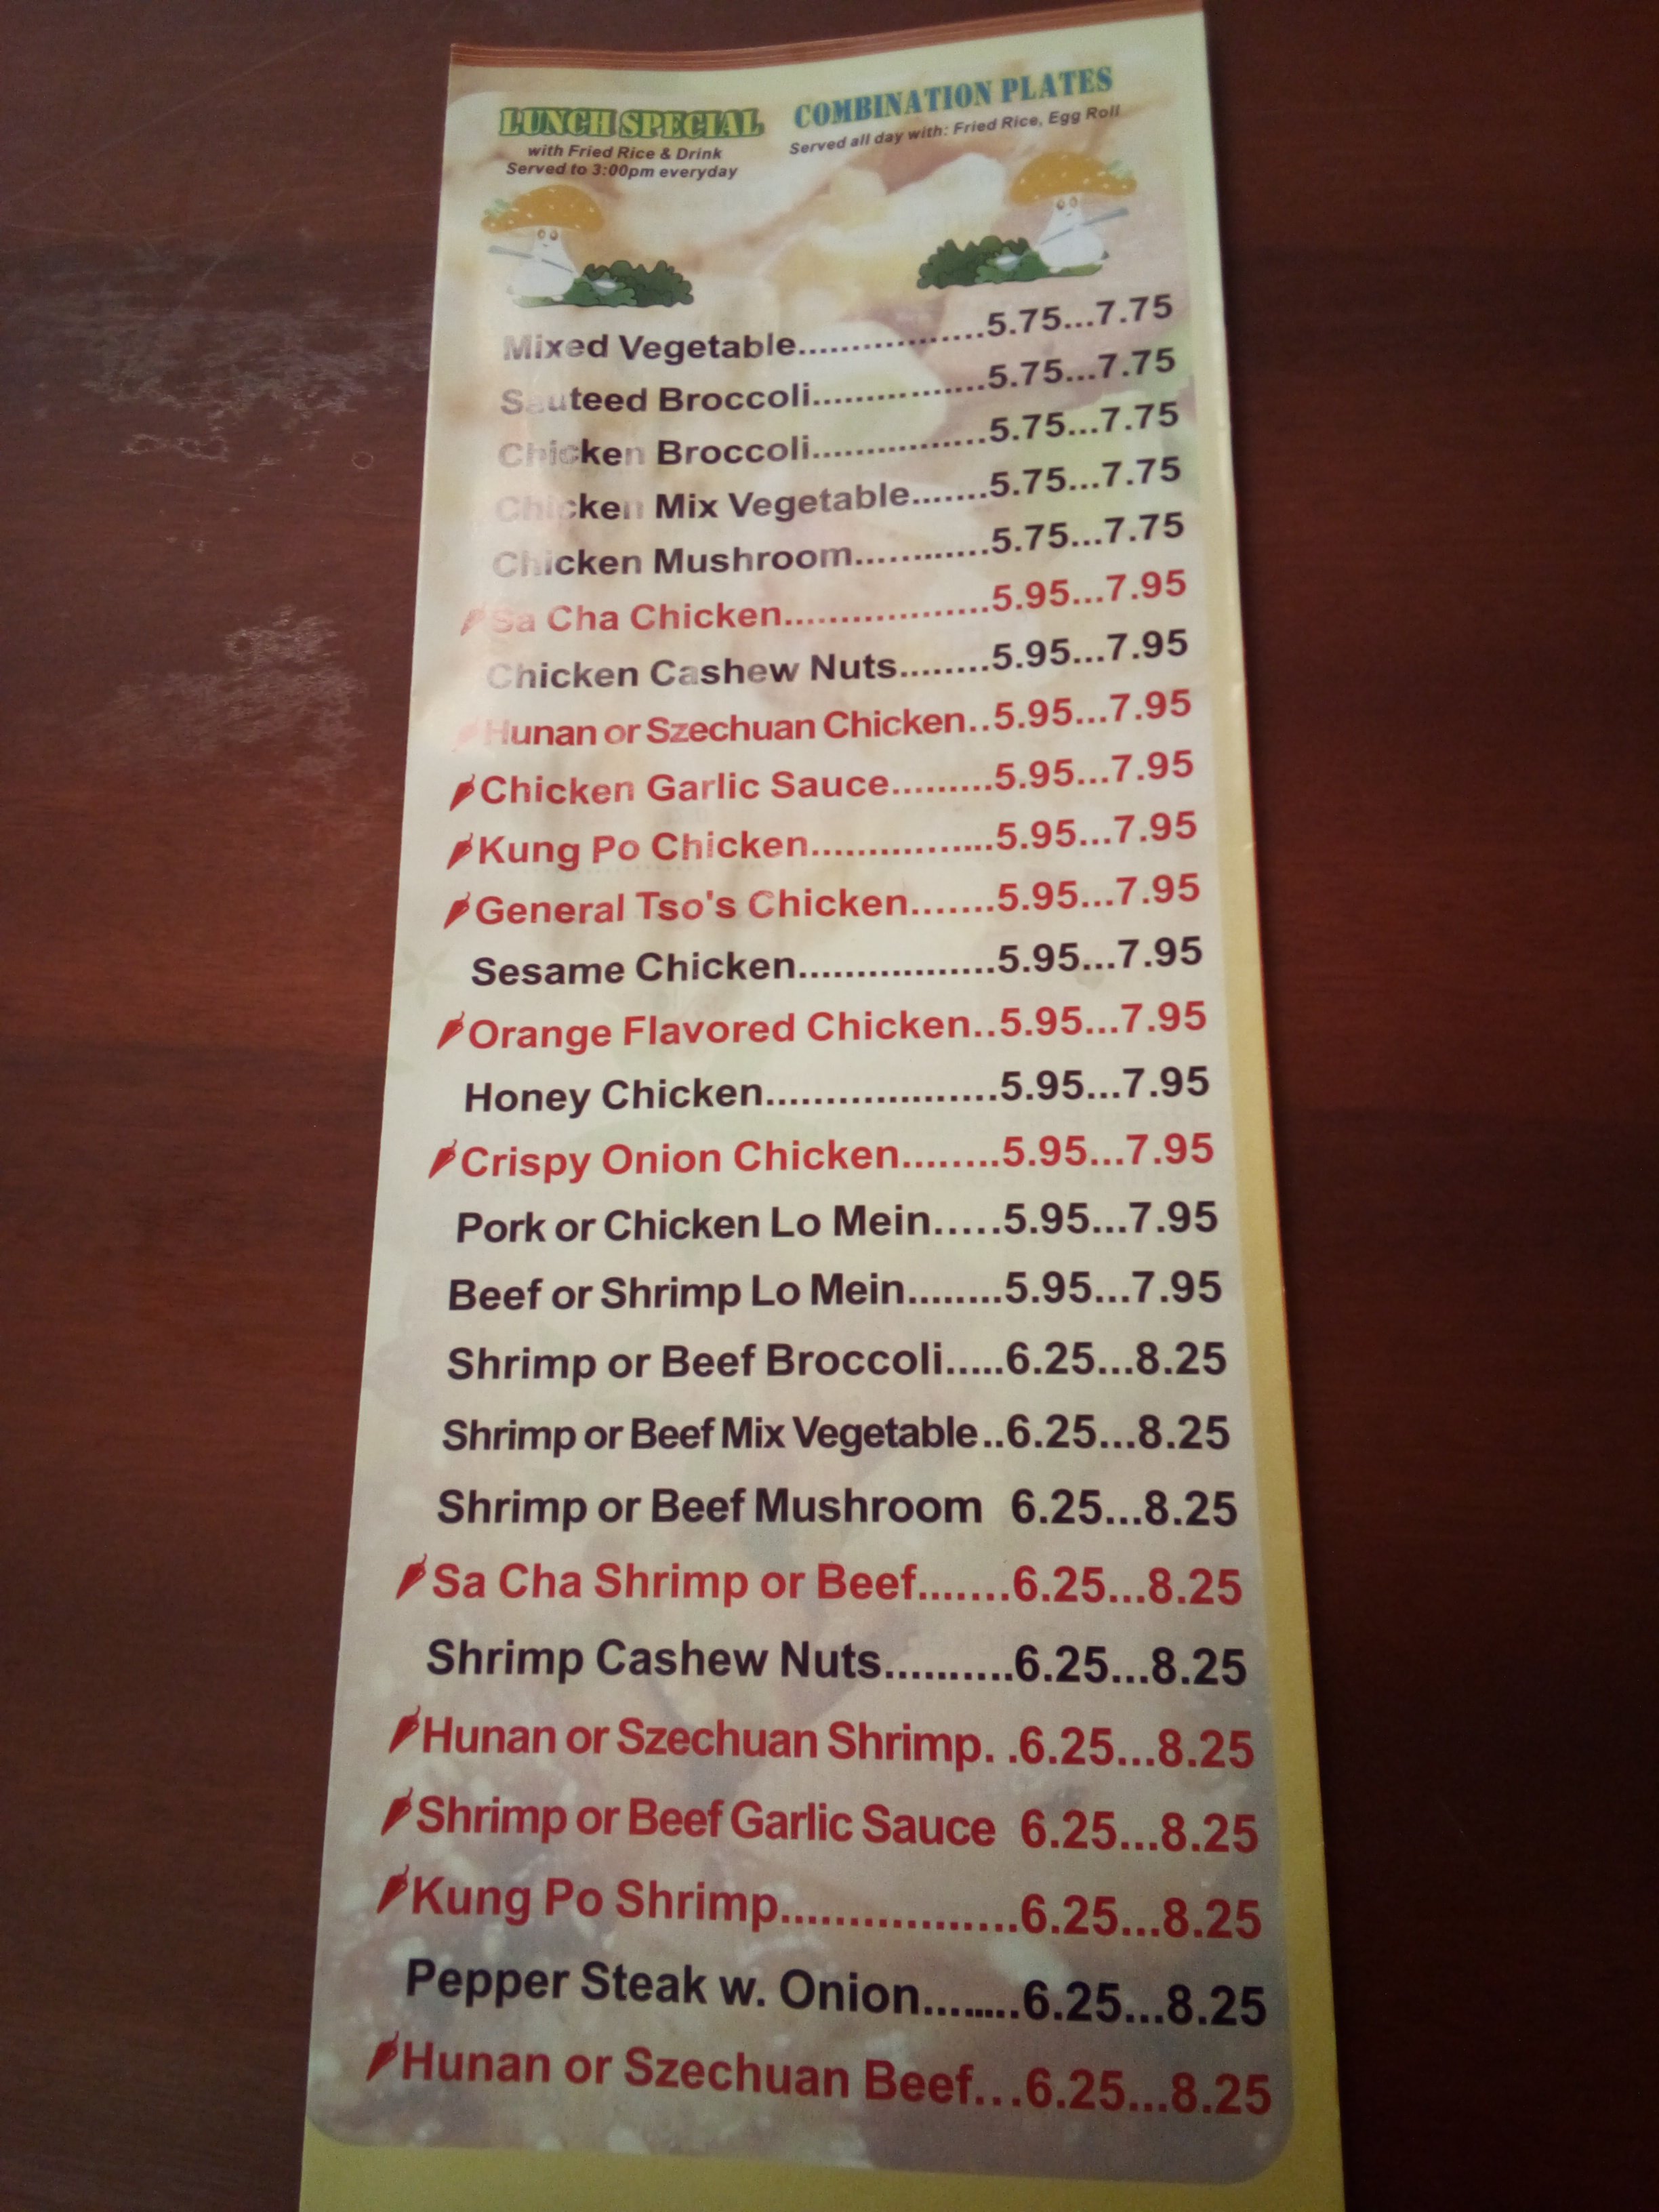 LUNCH SPECIAL
with Fried Rice & Drink
Served to 3:00pm everyday
COMBINATION PLATES
Served all day with: Fried Rice, Egg Roll
Mixed Vegetable..................5.75...7.75
Sauteed Broccoli.................5.75...7.75
Chicken Broccoli.................5.75...7.75
Chicken Mix Vegetable.......5.75...7.75
Chicken Mushroom............5.75...7.75
Sa Cha Chicken..................5.95...7.95
Chicken Cashew Nuts........5.95...7.95
Hunan or Szechuan Chicken..5.95...7.95
Chicken Garlic Sauce.........5.95...7.95
Kung Po Chicken................5.95...7.95
General Tso's Chicken.......5.95...7.95
Sesame Chicken.................5.95...7.95
Orange Flavored Chicken..5.95...7.95
Honey Chicken...................5.95...7.95
Crispy Onion Chicken........5.95...7.95
Pork or Chicken Lo Mein.....5.95...7.95
Beef or Shrimp Lo Mein........5.95...7.95
Shrimp or Beef Broccoli.....6.25...8.25
Shrimp or Beef Mix Vegetable..6.25...8.25
Shrimp or Beef Mushroom 6.25...8.25
Sa Cha Shrimp or Beef.......6.25...8.25
Shrimp Cashew Nuts..........6.25...8.25
Hunan or Szechuan Shrimp. .6.25...8.25
Shrimp or Beef Garlic Sauce 6.25...8.25
Kung Po Shrimp..................6.25...8.25
Pepper Steak w. Onion........6.25...8.25
Hunan or Szechuan Beef...6.25...8.25